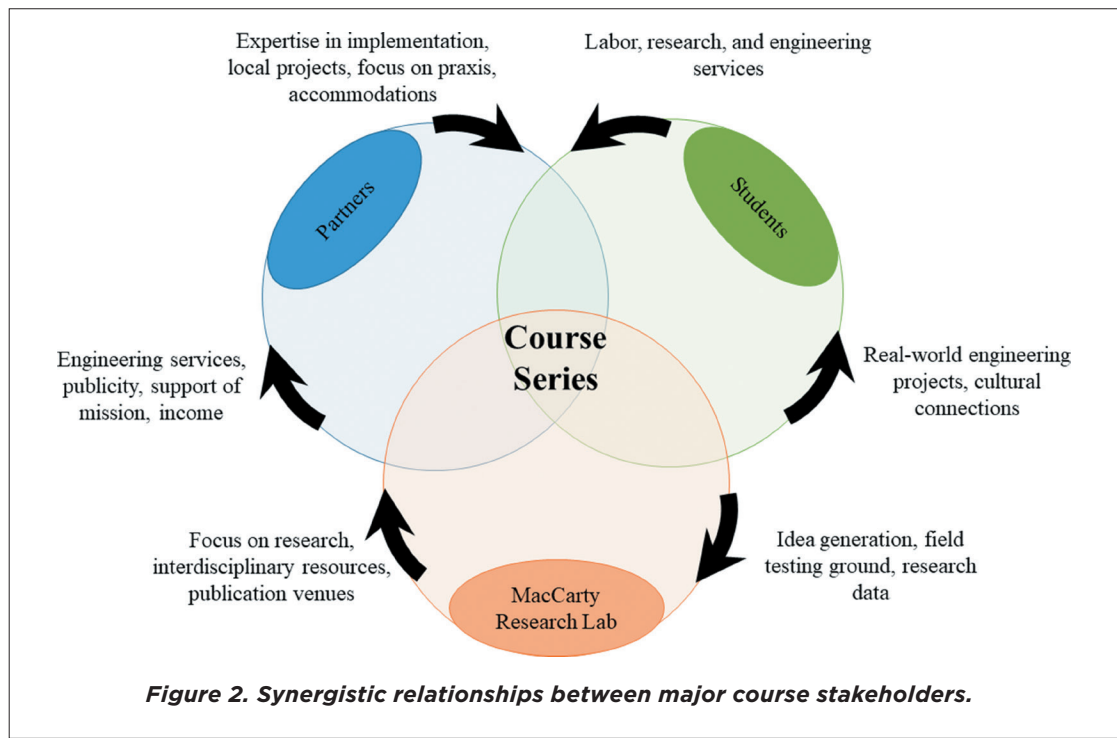 Expertise in implementation,
local projects, focus on praxis,
accommodations
Labor, research, and engineering
services
Partners
Students
Course
Series
Engineering services,
publicity, support of
mission, income
Real-world engineering
projects, cultural
connections
Focus on research,
interdisciplinary resources,
publication venues
Idea generation, field
testing ground, research
data
MacCarty
Research Lab
Figure 2. Synergistic relationships between major course stakeholders.